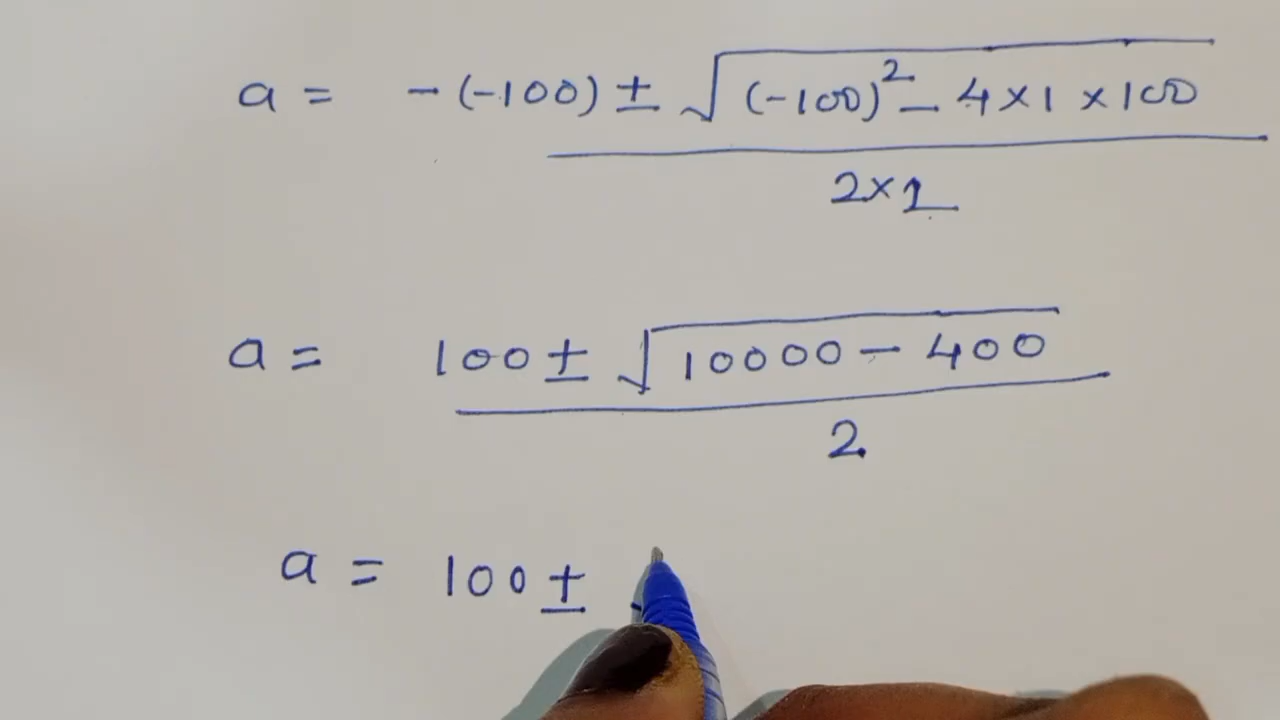 a = -(-100) ± √(-100)² - 4×1×100
2×1
a = 100 ± √10000 - 400
2
a = 100 ±